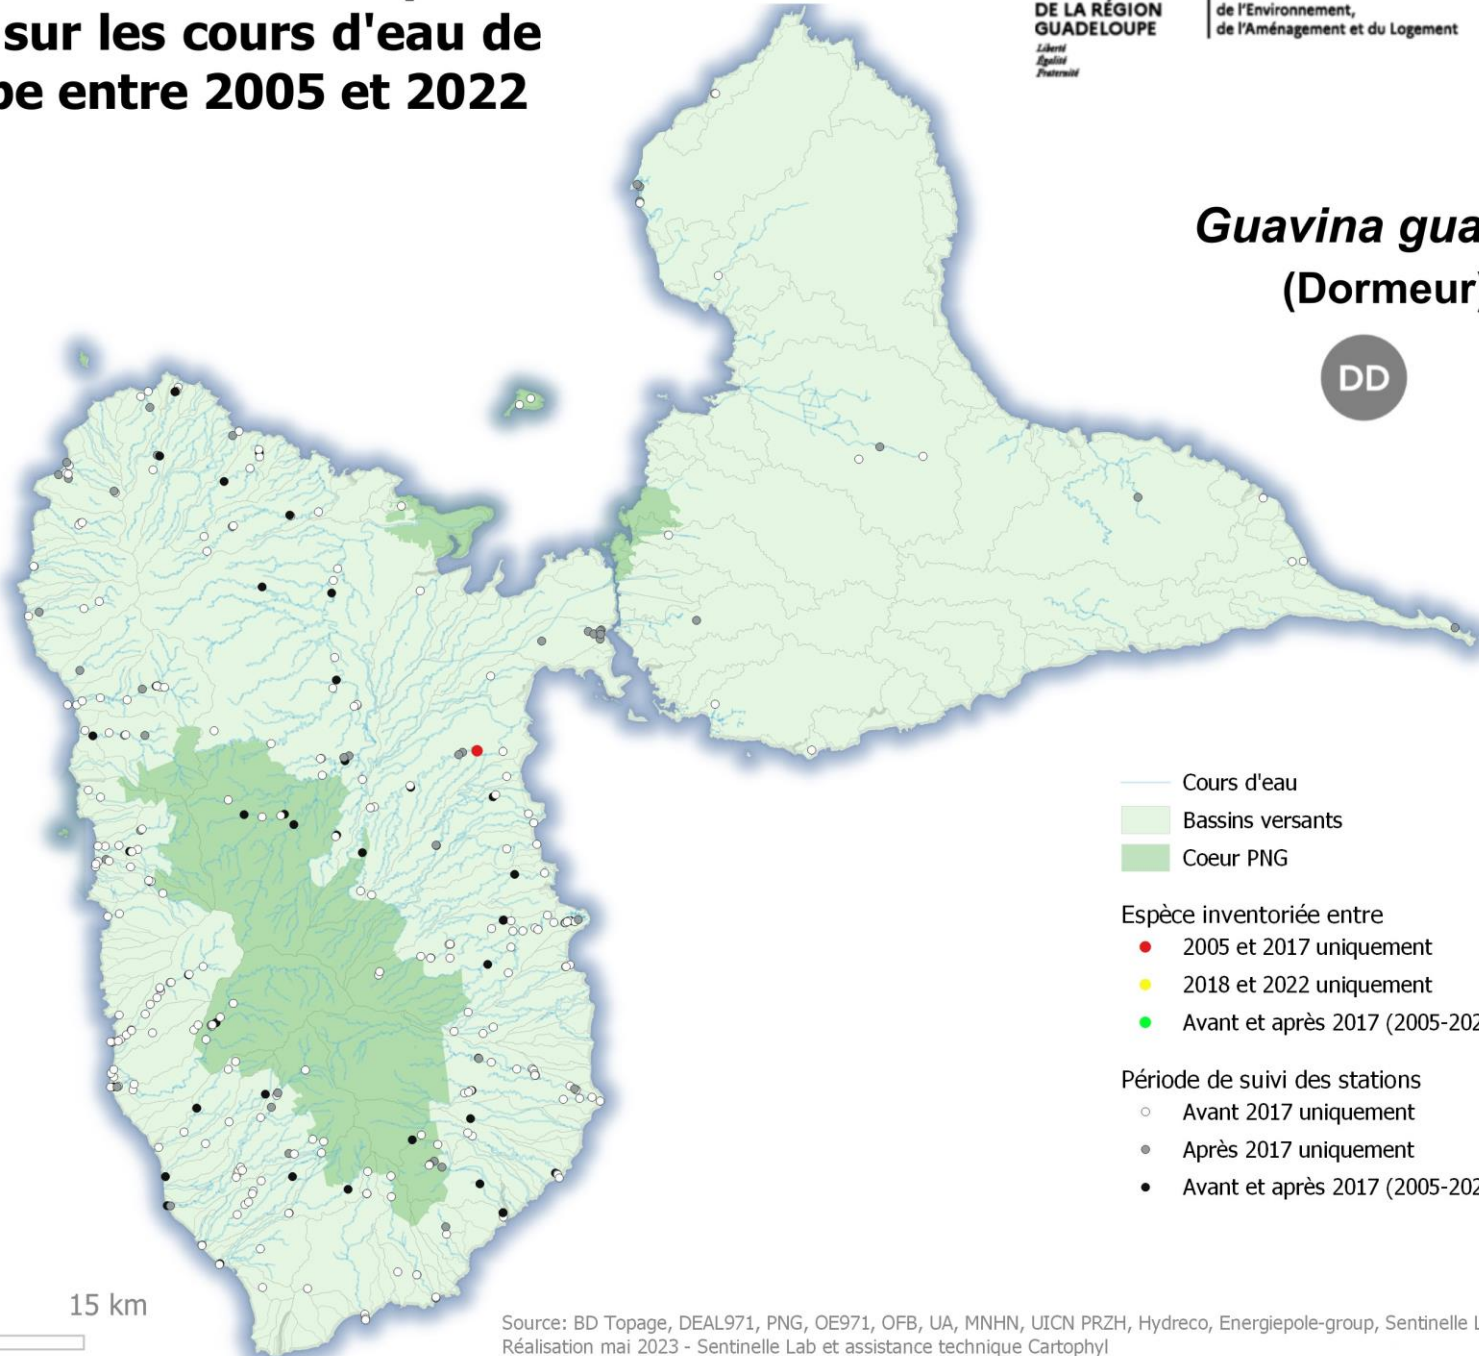 sur les cours d'eau de
entre 2005 et 2022
DE LA RÉGION
GUADELOUPE
Liberté
Égalité
Fraternité
de l'Environnement,
de l'Aménagement et du Logement
Guavina
(Dormeur)
DD
Cours d'eau
Bassins versants
Coeur PNG
Espèce inventoriée entre
2005 et 2017 uniquement
2018 et 2022 uniquement
Avant et après 2017 (2005-202
Période de suivi des stations
Avant 2017 uniquement
Après 2017 uniquement
Avant et après 2017 (2005-202
15 km
Source: BD Topage, DEAL971, PNG, OE971, OFB, UA, MNHN, UICN PRZH, Hydreco, Energiepole-group, Sentinelle L
Réalisation mai 2023 - Sentinelle Lab et assistance technique Cartophyl